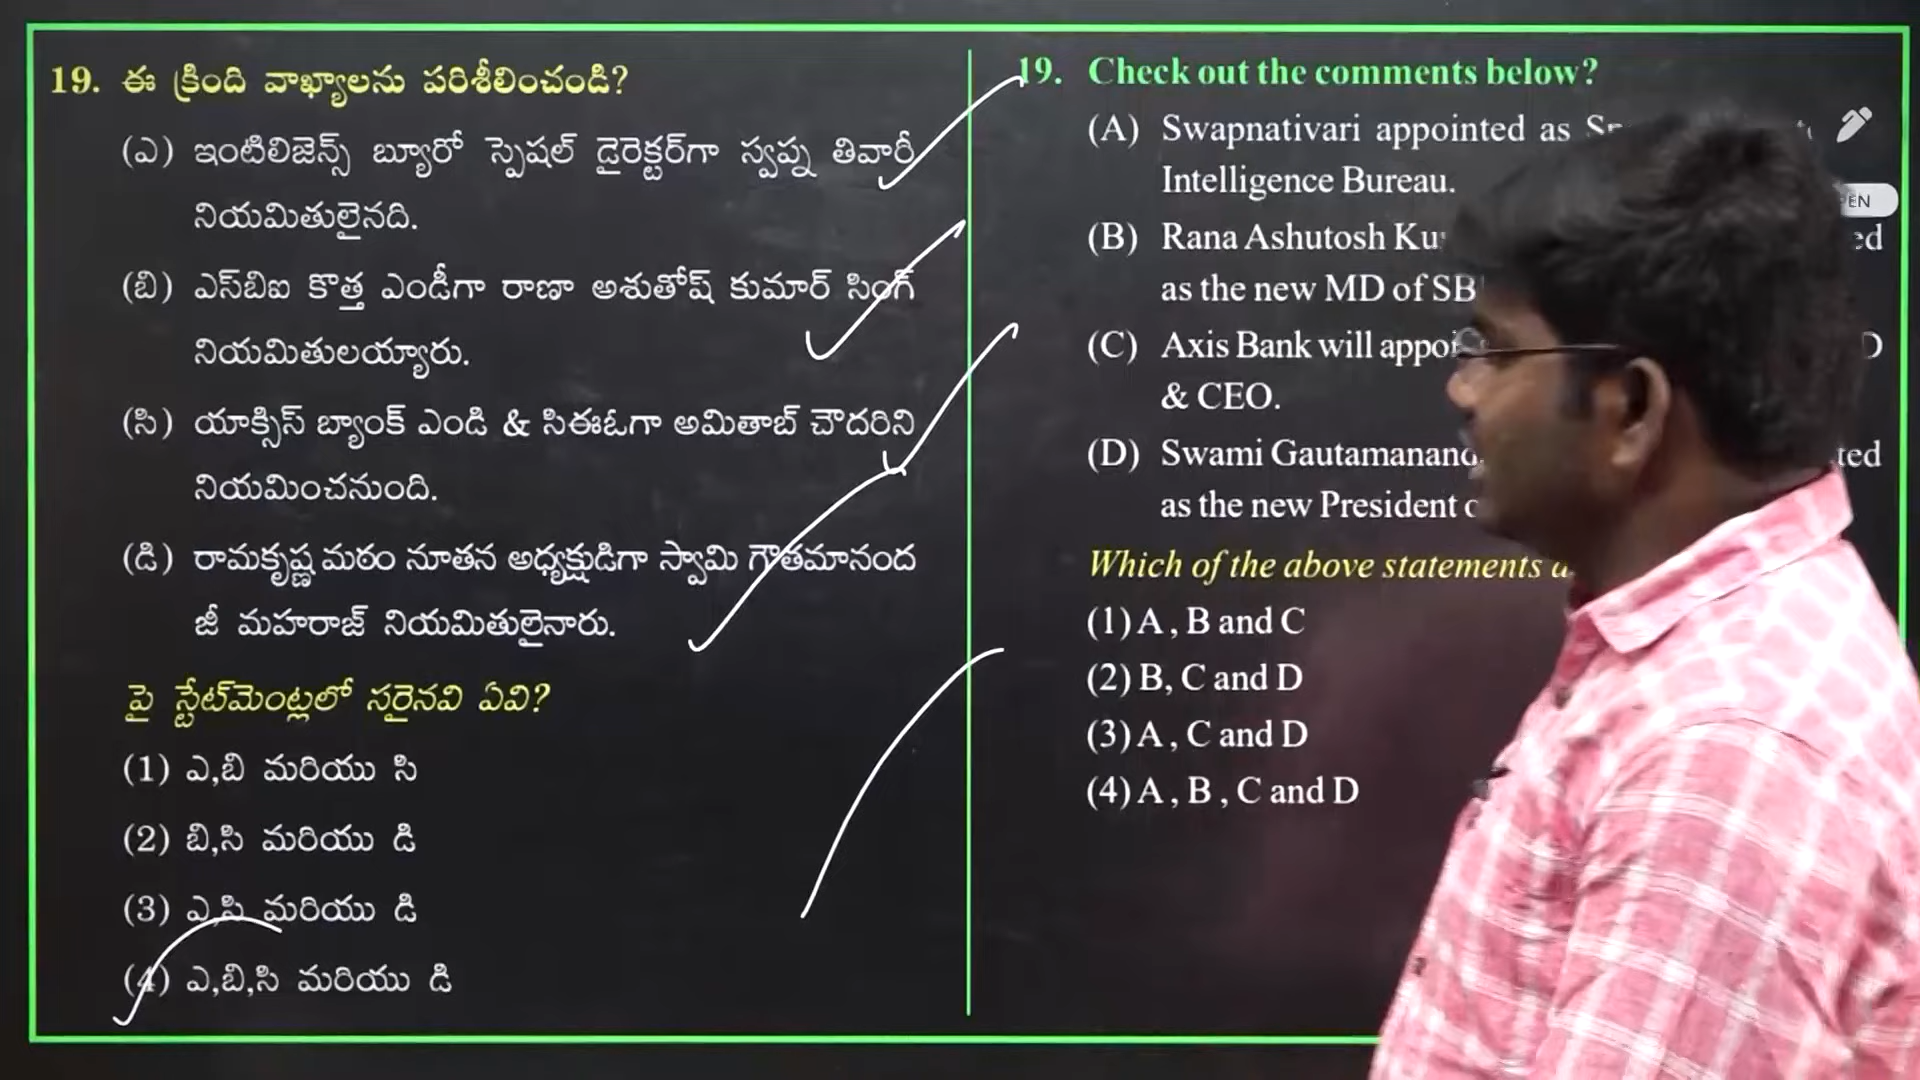 19. ఈ క్రింది వాఖ్యాలను పరిశీలించండి?
(ఎ) ఇంటిలిజెన్స్ బ్యూరో స్పెషల్ డైరెక్టర్‌గా స్వప్న తివారీ
నియమితులైనది.
(బి) ఎస్‌బిఐ కొత్త ఎండీగా రాణా అశుతోష్ కుమార్ సింగ్
నియమితులయ్యారు.
(సి) యాక్సిస్ బ్యాంక్ ఎండి & సిఈఓగా అమితాబ్ చౌదరిని
నియమించనుంది.
(డి) రామకృష్ణ మఠం నూతన అధ్యక్షుడిగా స్వామి గౌతమానంద
జీ మహరాజ్ నియమితులైనారు.
పై స్టేట్‌మెంట్లలో సరైనవి ఏవి?
(1) ఎ,బి మరియు సి
(2) బి,సి మరియు డి
(3) ఎ,సి మరియు డి
(4) ఎ,బి,సి మరియు డి
19. Check out the comments below?
(A) Swapnativari appointed as
Intelligence Bureau.
(B) Rana Ashutosh
as the new MD of
(C) Axis Bank will
& CEO.
(D) Swami
as the new President
Which of the above statements
(1) A , B and C
(2) B, C and D
(3) A , C and D
(4) A , B , C and D